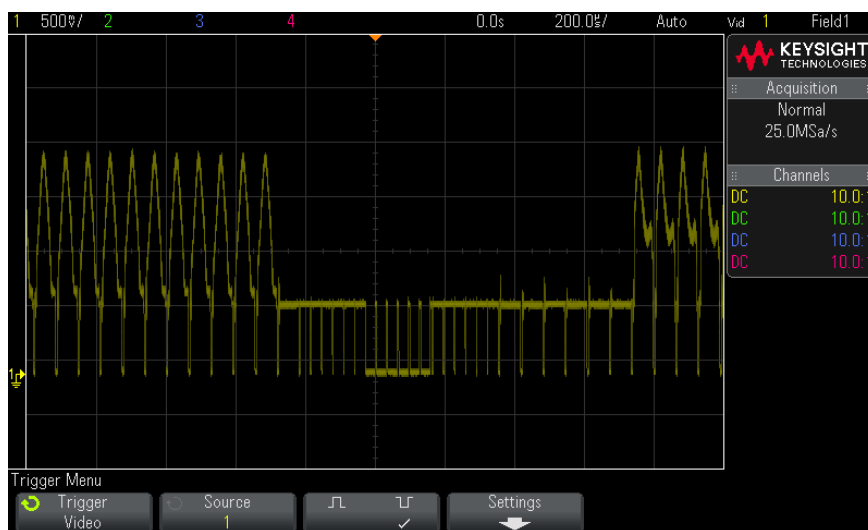 1 500mV/ 2 3 4 0.0s 200.0µs/ Auto Vid 1 Field1
KEYSIGHT
TECHNOLOGIES
Acquisition
Normal
25.0MSa/s
Channels
DC 10.0:
DC 10.0:
DC 10.0:
DC 10.0:
1
Trigger Menu
Trigger
Video
Source
1
Settings